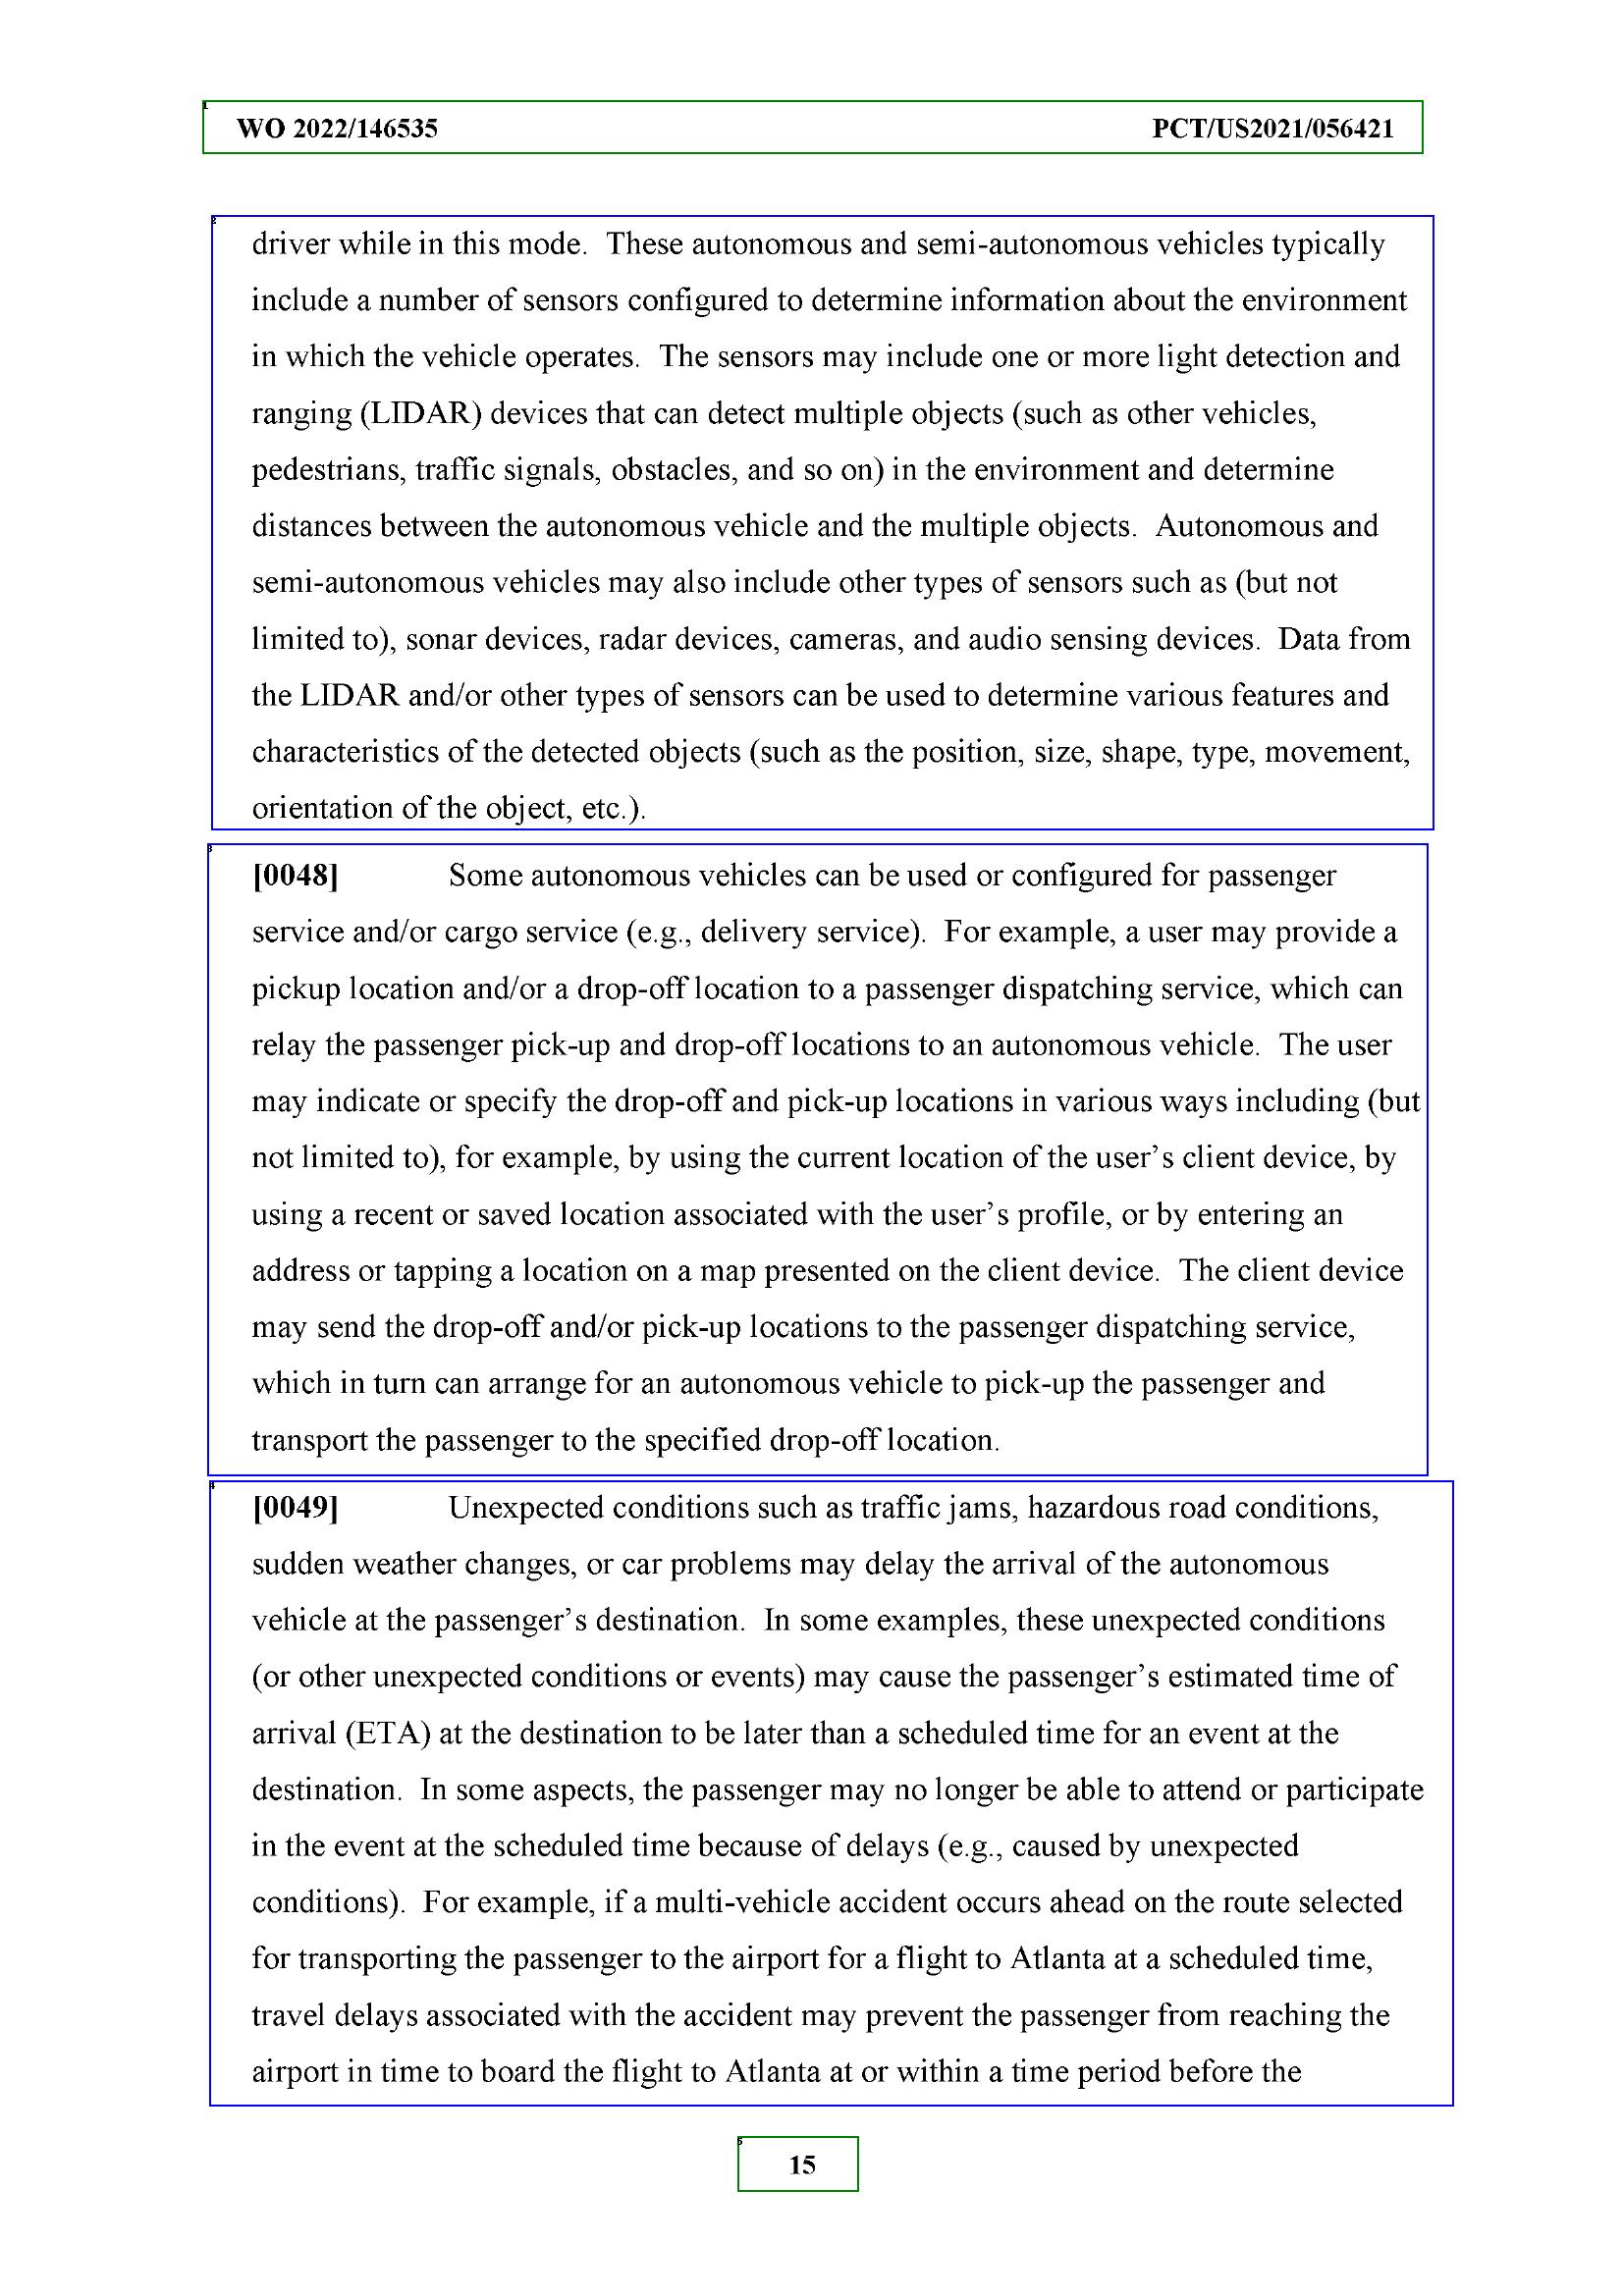 WO 2022/146535 PCT/US2021/056421
driver while in this mode.  These autonomous and semi-autonomous vehicles typically
include a number of sensors configured to determine information about the environment
in which the vehicle operates.  The sensors may include one or more light detection and
ranging (LIDAR) devices that can detect multiple objects (such as other vehicles,
pedestrians, traffic signals, obstacles, and so on) in the environment and determine
distances between the autonomous vehicle and the multiple objects.  Autonomous and
semi-autonomous vehicles may also include other types of sensors such as (but not
limited to), sonar devices, radar devices, cameras, and audio sensing devices.  Data from
the LIDAR and/or other types of sensors can be used to determine various features and
characteristics of the detected objects (such as the position, size, shape, type, movement,
orientation of the object, etc.).
[0048] Some autonomous vehicles can be used or configured for passenger
service and/or cargo service (e.g., delivery service).  For example, a user may provide a
pickup location and/or a drop-off location to a passenger dispatching service, which can
relay the passenger pick-up and drop-off locations to an autonomous vehicle.  The user
may indicate or specify the drop-off and pick-up locations in various ways including (but
not limited to), for example, by using the current location of the user’s client device, by
using a recent or saved location associated with the user’s profile, or by entering an
address or tapping a location on a map presented on the client device.  The client device
may send the drop-off and/or pick-up locations to the passenger dispatching service,
which in turn can arrange for an autonomous vehicle to pick-up the passenger and
transport the passenger to the specified drop-off location.
[0049] Unexpected conditions such as traffic jams, hazardous road conditions,
sudden weather changes, or car problems may delay the arrival of the autonomous
vehicle at the passenger’s destination.  In some examples, these unexpected conditions
(or other unexpected conditions or events) may cause the passenger’s estimated time of
arrival (ETA) at the destination to be later than a scheduled time for an event at the
destination.  In some aspects, the passenger may no longer be able to attend or participate
in the event at the scheduled time because of delays (e.g., caused by unexpected
conditions).  For example, if a multi-vehicle accident occurs ahead on the route selected
for transporting the passenger to the airport for a flight to Atlanta at a scheduled time,
travel delays associated with the accident may prevent the passenger from reaching the
airport in time to board the flight to Atlanta at or within a time period before the
15